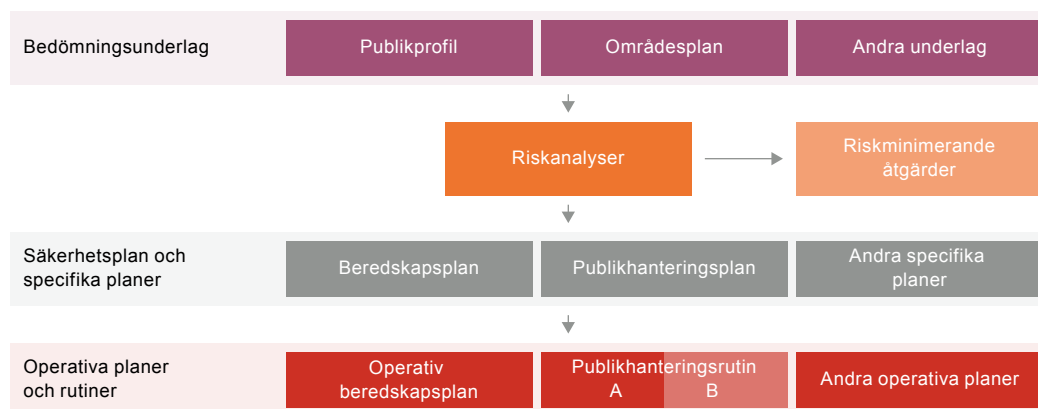 Bedömningsunderlag
Publikprofil
Områdesplan
Andra underlag
Riskanalyser
Riskminimerande
åtgärder
Säkerhetsplan och
specifika planer
Beredskapsplan
Publikhanteringsplan
Andra specifika
planer
Operativa planer
och rutiner
Operativ
beredskapsplan
Publikhanteringsrutin
A B
Andra operativa planer